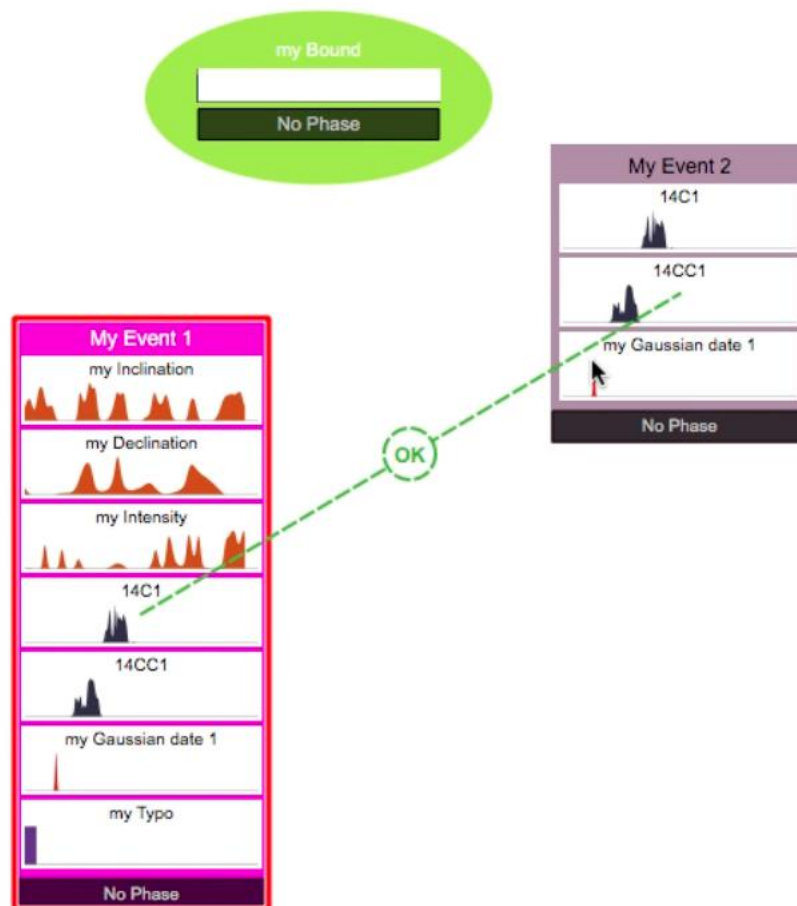 my Bound
No Phase
My Event 2
14C1
14CC1
my Gaussian date 1
No Phase
My Event 1
my Inclination
my Declination
OK
my Intensity
14C1
14CC1
my Gaussian date 1
my Typo
No Phase